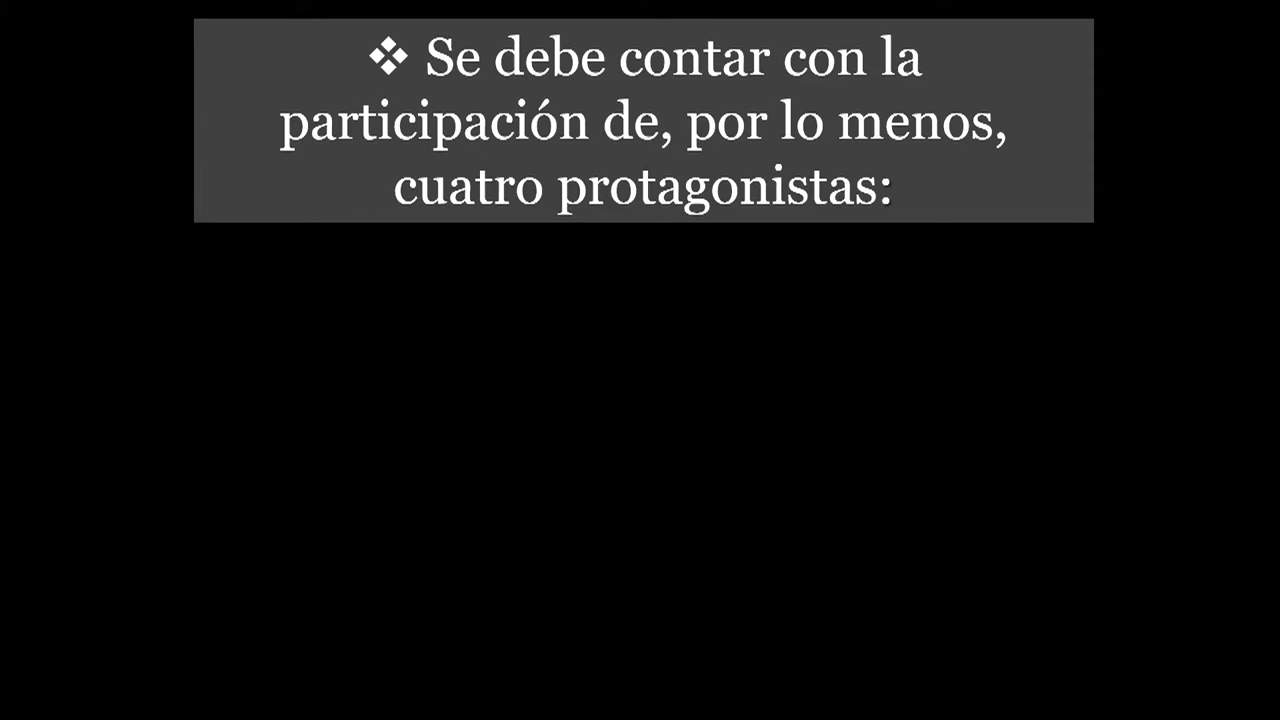 ❖ Se debe contar con la
participación de, por lo menos,
cuatro protagonistas: